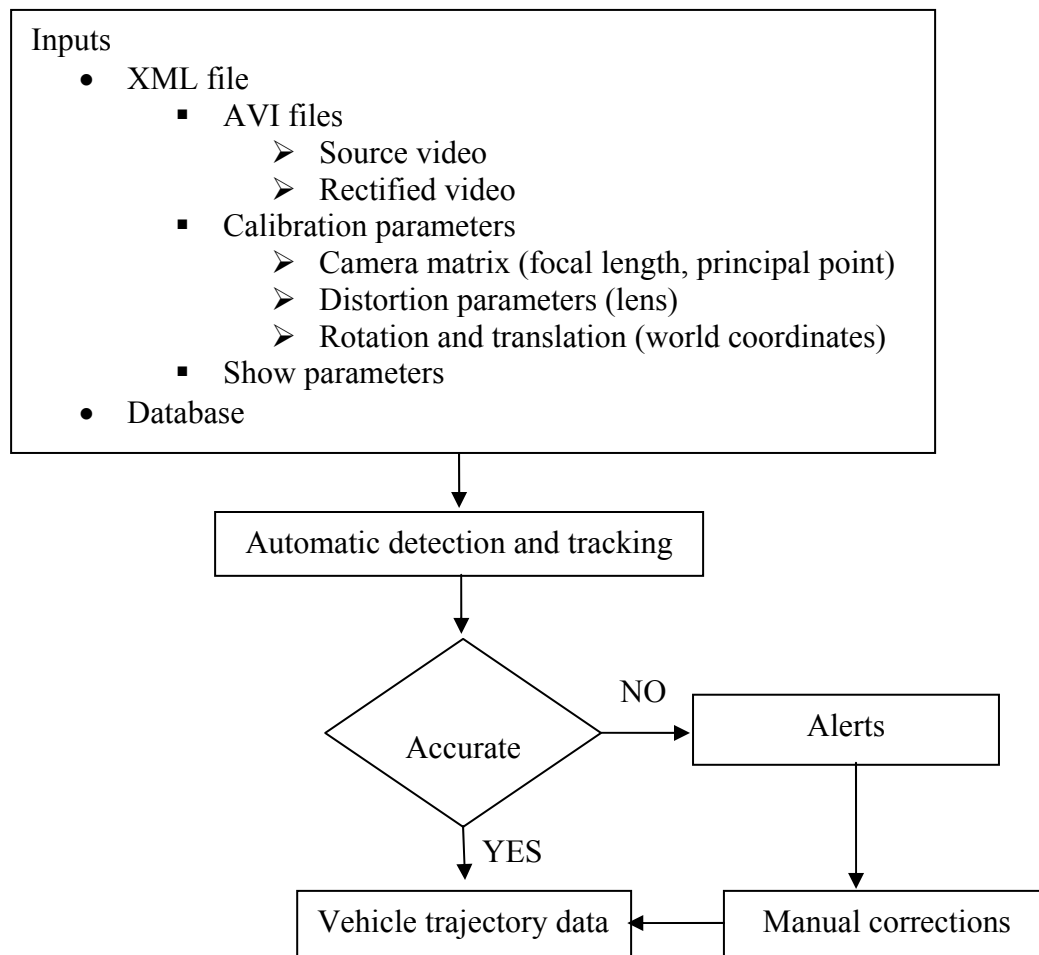 Inputs
• XML file
▪ AVI files
➢ Source video
➢ Rectified video
▪ Calibration parameters
➢ Camera matrix (focal length, principal point)
➢ Distortion parameters (lens)
➢ Rotation and translation (world coordinates)
▪ Show parameters
• Database
Automatic detection and tracking
NO
Alerts
Accurate
YES
Vehicle trajectory data
Manual corrections